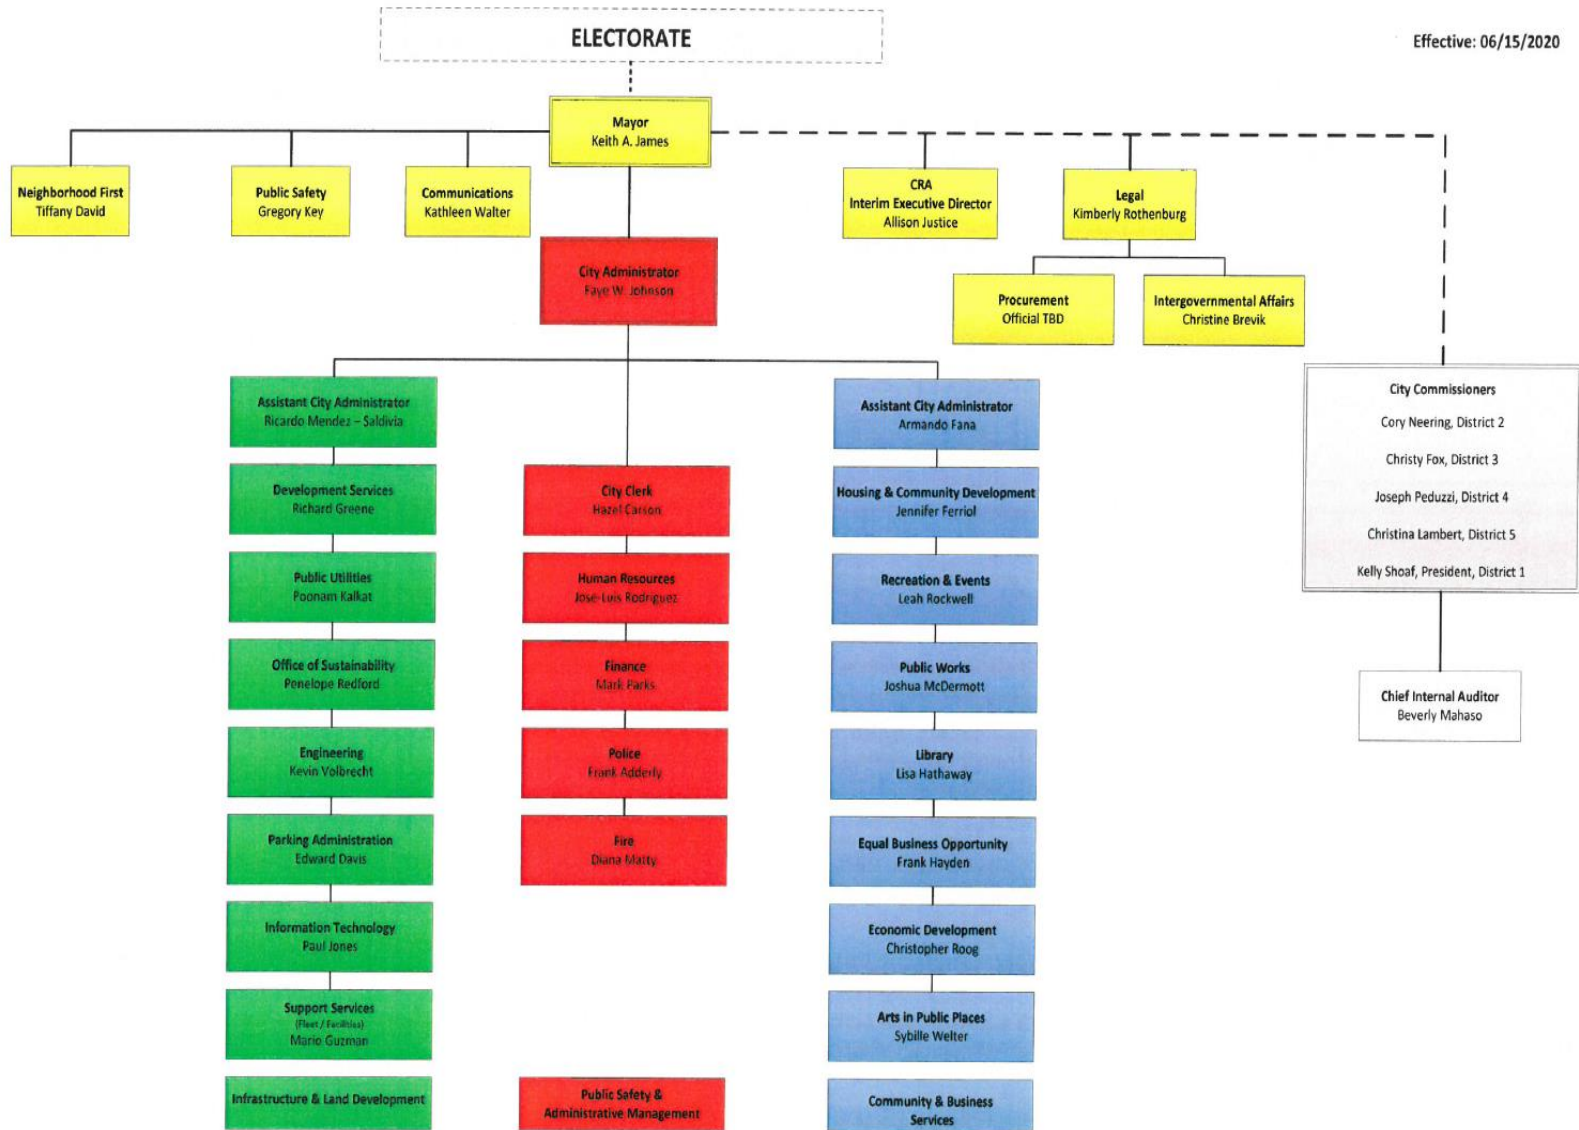 ELECTORATE
Effective: 06/15/2020
Mayor
Keith A. James
Neighborhood First
Tiffany David
Public Safety
Gregory Key
Communications
Kathleen Walter
CRA
Interim Executive Director
Allison Justice
Legal
Kimberly Rothenburg
City Administrator
Faye W. Johnson
Procurement
Official TBD
Intergovernmental Affairs
Christine Brevik
City Commissioners
Cory Neering, District 2
Christy Fox, District 3
Joseph Peduzzi, District 4
Christina Lambert, District 5
Kelly Shoaf, President, District 1
Chief Internal Auditor
Beverly Mahaso
Assistant City Administrator
Ricardo Mendez – Saldivia
Development Services
Richard Greene
Public Utilities
Poonam Kalkat
Office of Sustainability
Penelope Redford
Engineering
Kevin Volbrecht
Parking Administration
Edward Davis
Information Technology
Paul Jones
Support Services
(Fleet / Facilities)
Mario Guzman
Infrastructure & Land Development
City Clerk
Hazel Carson
Human Resources
Jose-Luis Rodriguez
Finance
Mark Parks
Police
Frank Adderly
Fire
Diana Matty
Public Safety &
Administrative Management
Assistant City Administrator
Armando Fana
Housing & Community Development
Jennifer Ferriol
Recreation & Events
Leah Rockwell
Public Works
Joshua McDermott
Library
Lisa Hathaway
Equal Business Opportunity
Frank Hayden
Economic Development
Christopher Roog
Arts in Public Places
Sybille Welter
Community & Business
Services